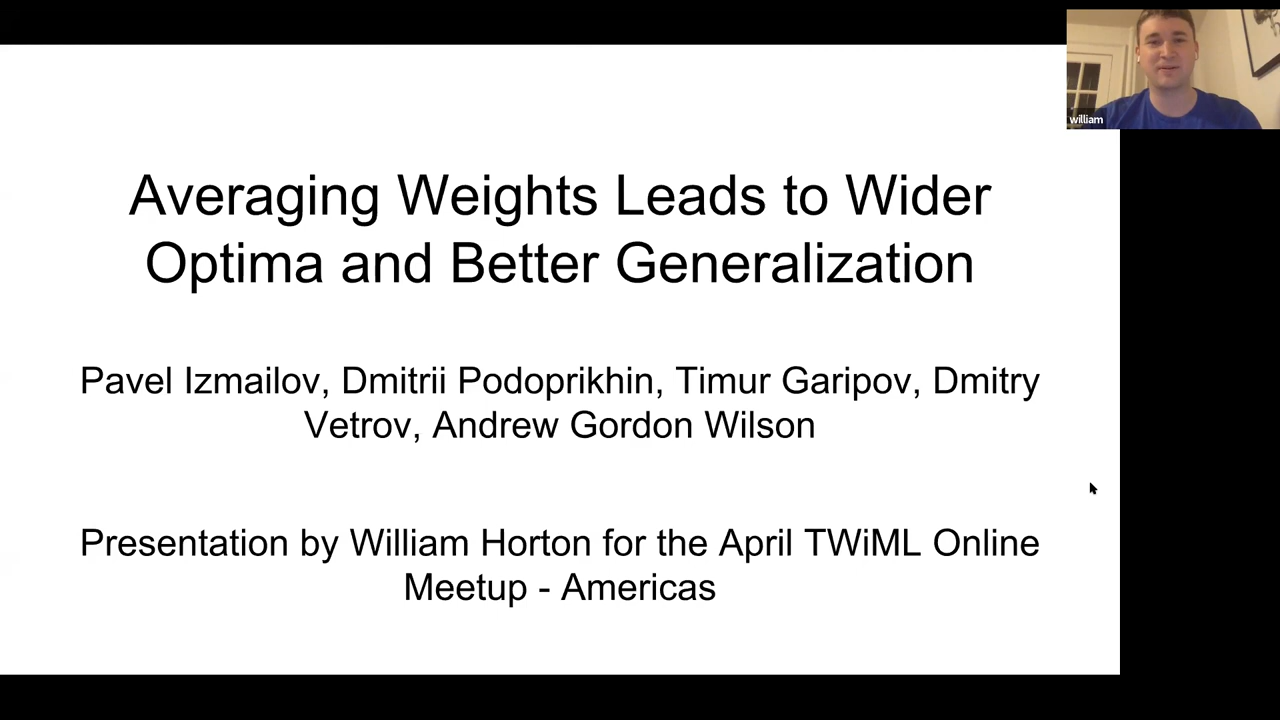 william
Averaging Weights Leads to Wider
Optima and Better Generalization
Pavel Izmailov, Dmitrii Podoprikhin, Timur Garipov, Dmitry
Vetrov, Andrew Gordon Wilson
Presentation by William Horton for the April TWiML Online
Meetup - Americas